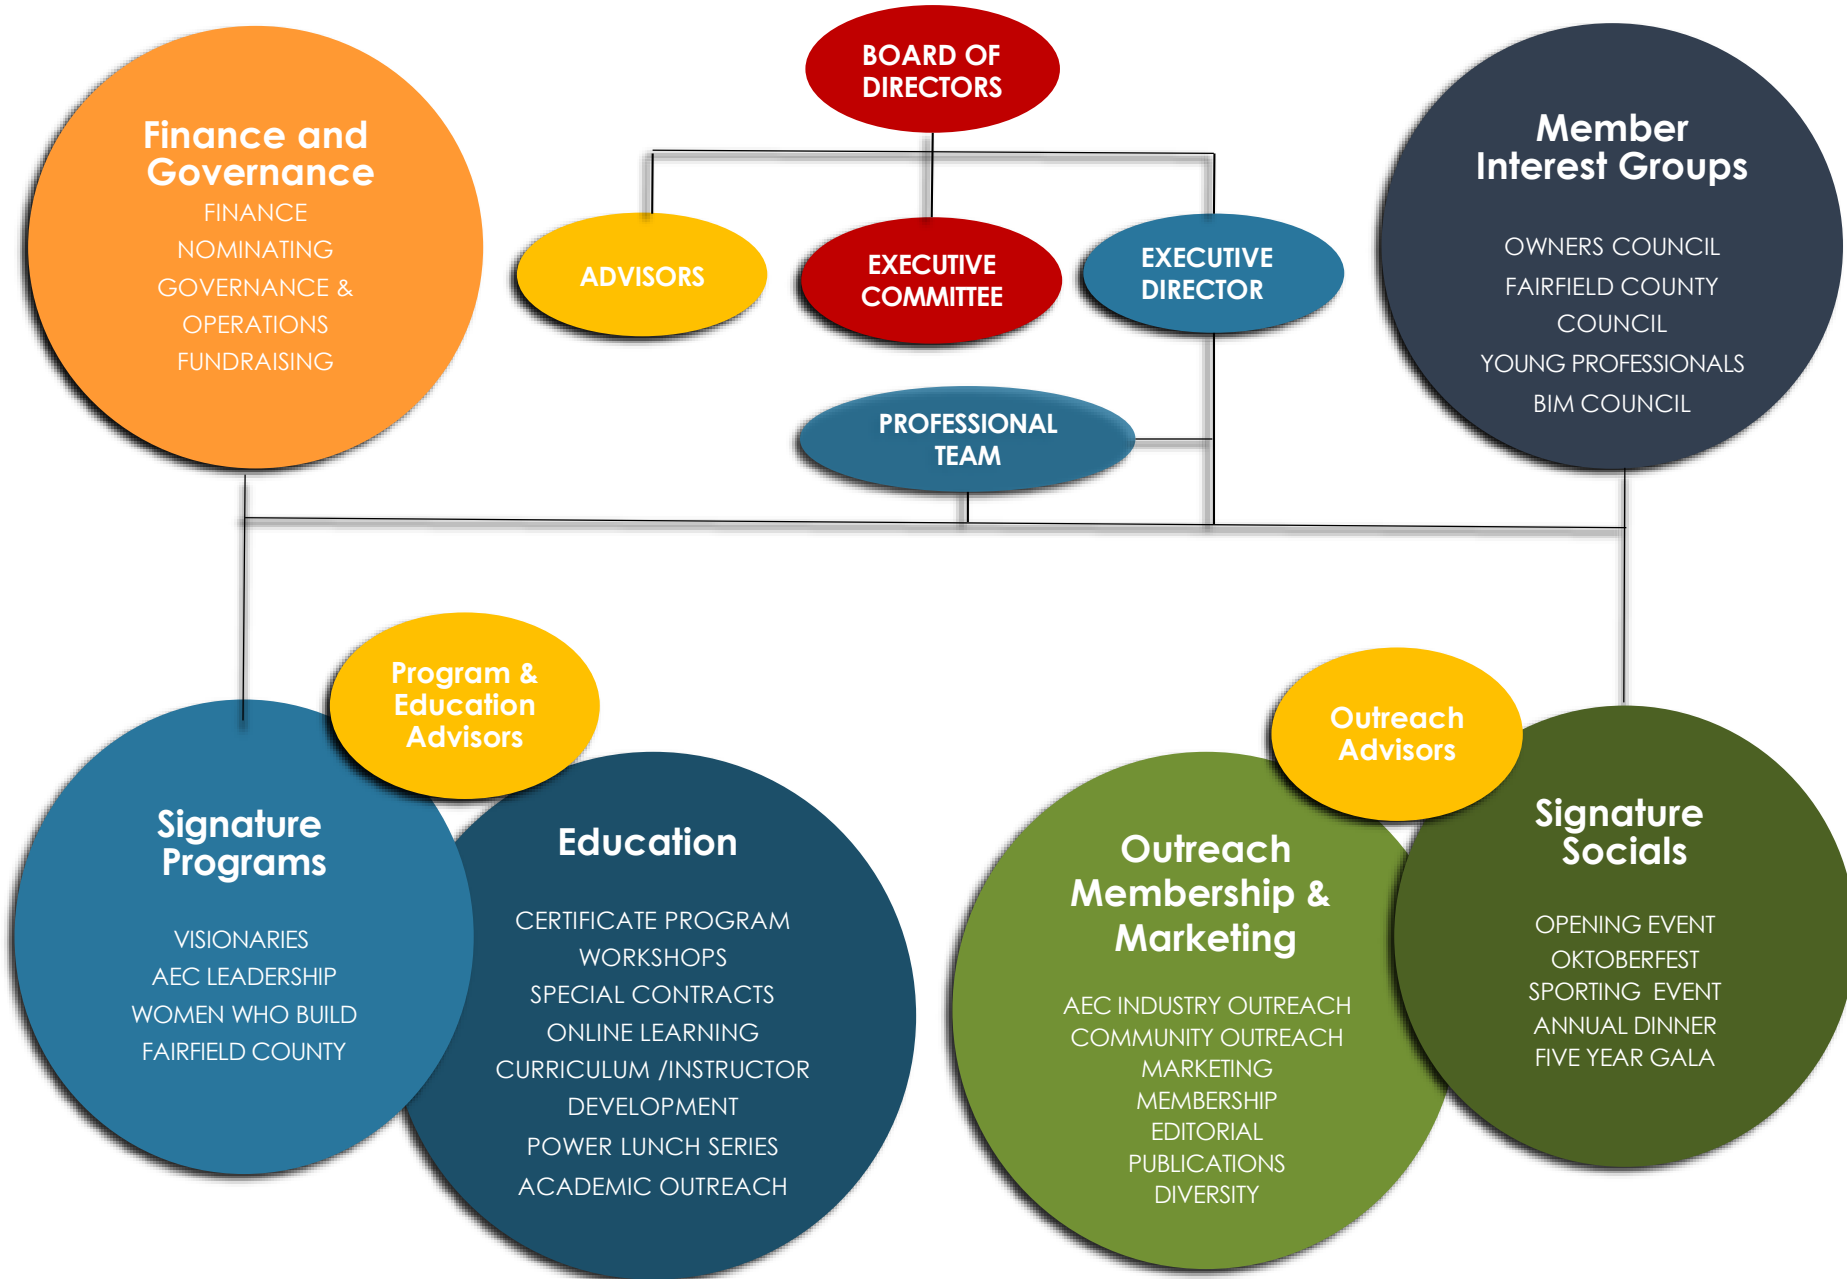 BOARD OF
DIRECTORS
Finance and
Governance
FINANCE
NOMINATING
GOVERNANCE &
OPERATIONS
FUNDRAISING
ADVISORS
EXECUTIVE
COMMITTEE
EXECUTIVE
DIRECTOR
Member
Interest Groups
OWNERS COUNCIL
FAIRFIELD COUNTY
COUNCIL
YOUNG PROFESSIONALS
BIM COUNCIL
PROFESSIONAL
TEAM
Program &
Education
Advisors
Outreach
Advisors
Signature
Programs
VISIONARIES
AEC LEADERSHIP
WOMEN WHO BUILD
FAIRFIELD COUNTY
Education
CERTIFICATE PROGRAM
WORKSHOPS
SPECIAL CONTRACTS
ONLINE LEARNING
CURRICULUM /INSTRUCTOR
DEVELOPMENT
POWER LUNCH SERIES
ACADEMIC OUTREACH
Outreach
Membership &
Marketing
AEC INDUSTRY OUTREACH
COMMUNITY OUTREACH
MARKETING
MEMBERSHIP
EDITORIAL
PUBLICATIONS
DIVERSITY
Signature
Socials
OPENING EVENT
OKTOBERFEST
SPORTING  EVENT
ANNUAL DINNER
FIVE YEAR GALA